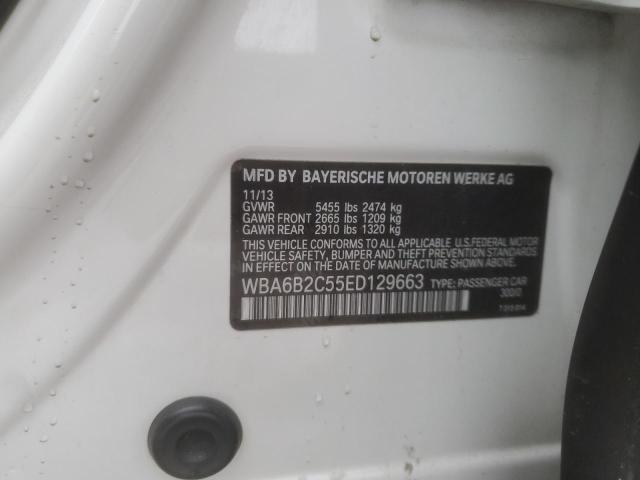 MFD BY BAYERISCHE MOTOREN WERKE AG
11/13
GVWR 5455 lbs 2474 kg
GAWR FRONT 2665 lbs 1209 kg
GAWR REAR 2910 lbs 1320 kg
THIS VEHICLE CONFORMS TO ALL APPLICABLE U.S.FEDERAL MOTOR
VEHICLE SAFETY, BUMPER AND THEFT PREVENTION STANDARDS
IN EFFECT ON THE DATE OF MANUFACTURE SHOWN ABOVE.
WBA6B2C55ED129663 TYPE: PASSENGER CAR
300/0